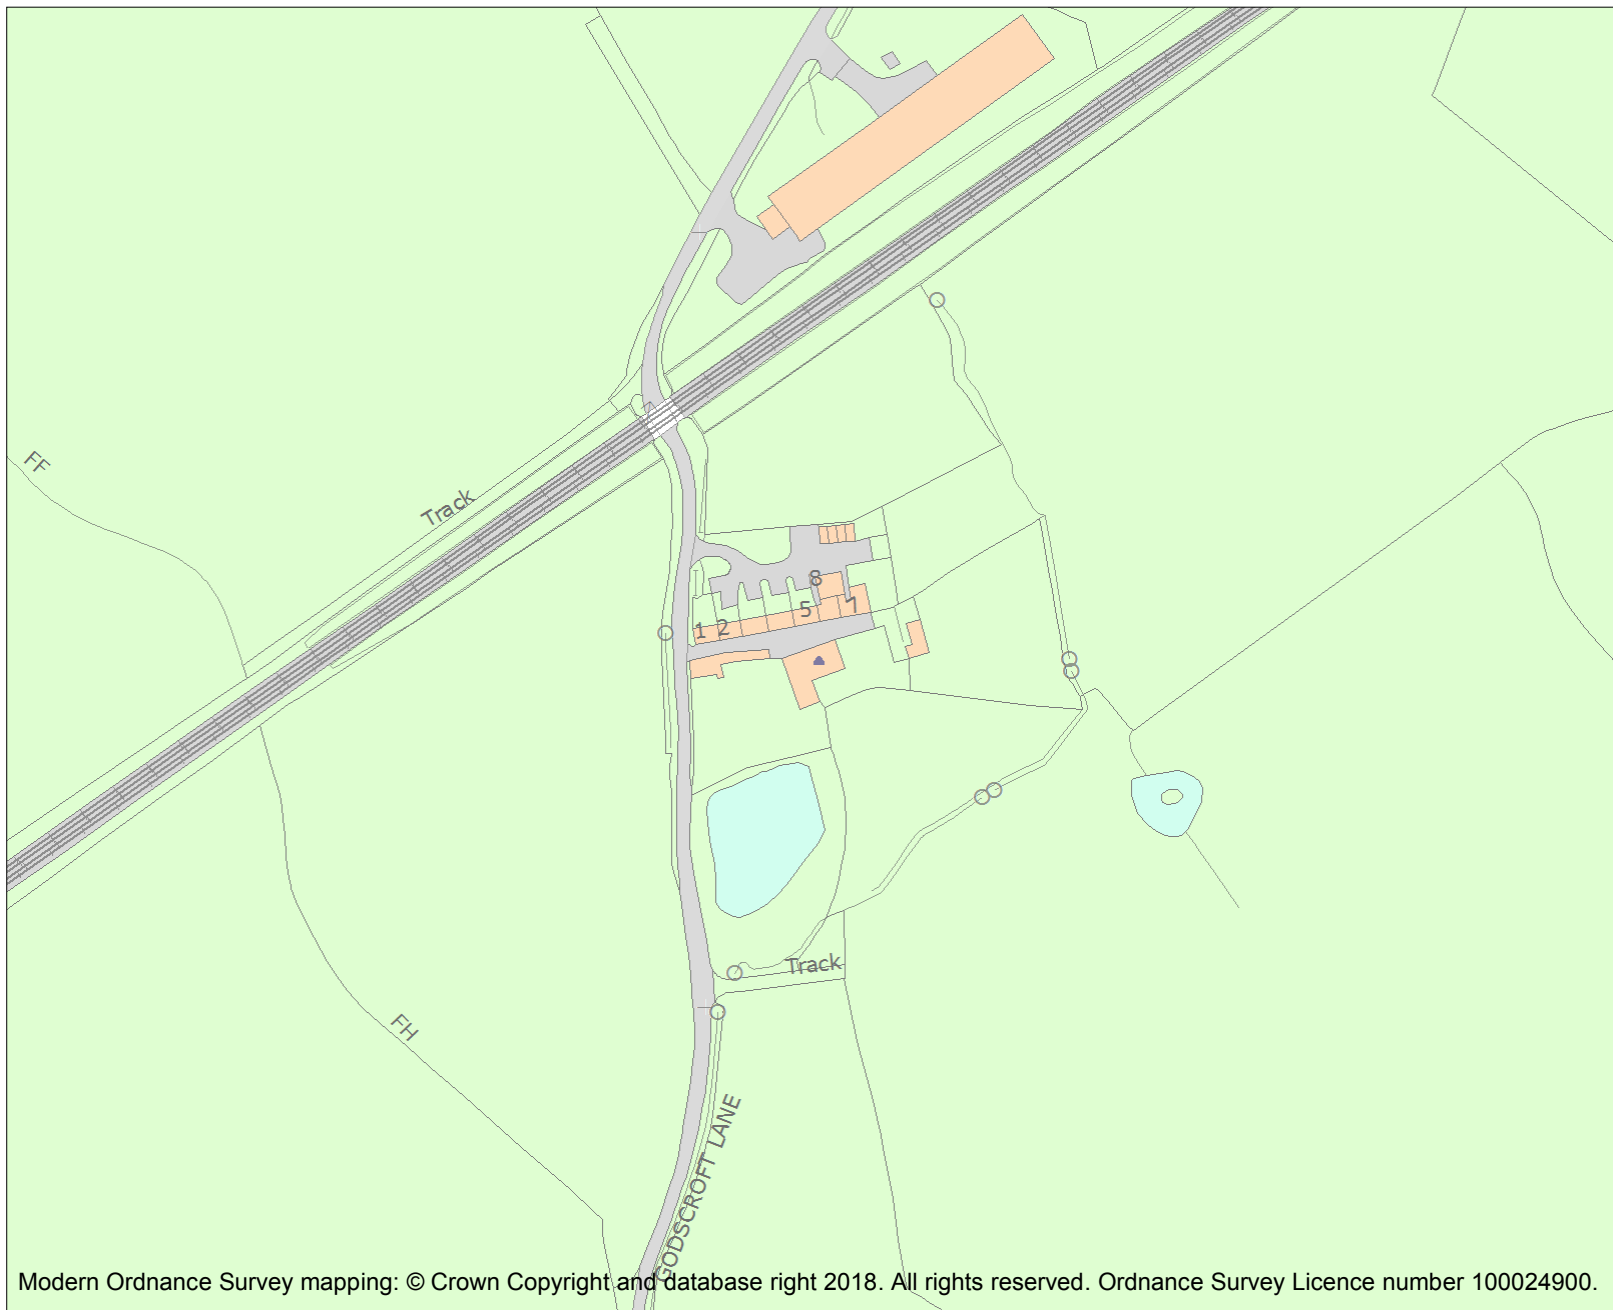 FF
Track
8
5
7
1
2
Track
FH
GODSCROFT LANE
Modern Ordnance Survey mapping: © Crown Copyright and database right 2018. All rights reserved. Ordnance Survey Licence number 100024900.